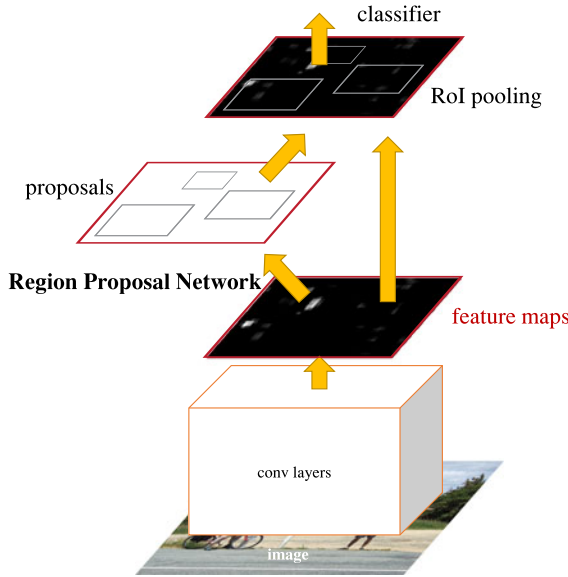 classifier
RoI pooling
proposals
Region Proposal Network
feature maps
conv layers
image